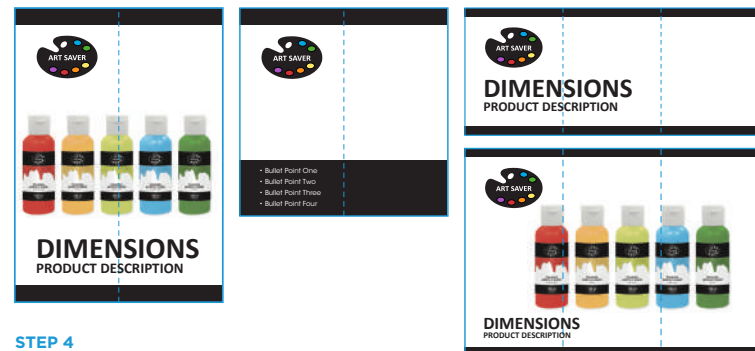 ART SAVER
DIMENSIONS
PRODUCT DESCRIPTION
ART SAVER
• Bullet Point One
• Bullet Point Two
• Bullet Point Three
• Bullet Point Four
ART SAVER
DIMENSIONS
PRODUCT DESCRIPTION
ART SAVER
DIMENSIONS
PRODUCT DESCRIPTION
STEP 4